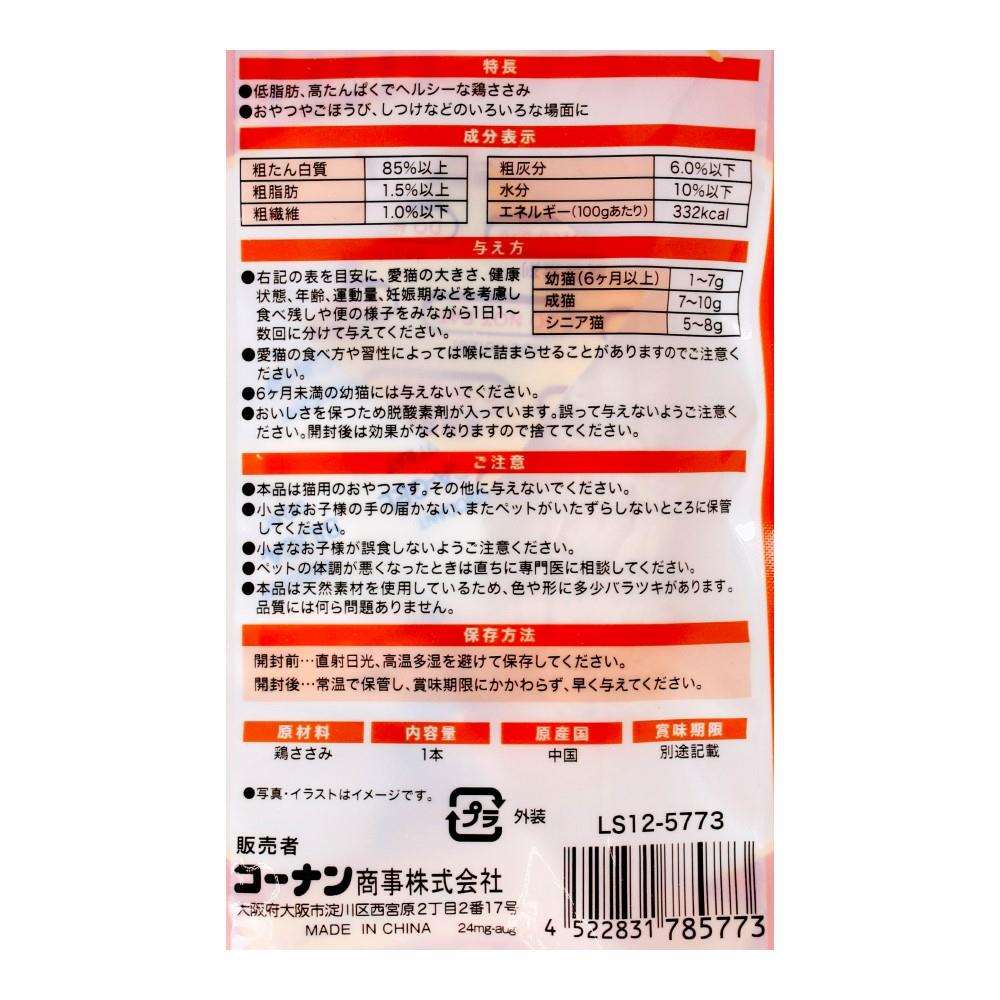 特長
●低脂肪、高たんぱくでヘルシーな鶏ささみ
●おやつやごほうび、しつけなどのいろいろな場面に
成分表示
粗たん白質 85%以上 粗灰分 6.0%以下
粗脂肪 1.5%以上 水分 10%以下
粗繊維 1.0%以下 エネルギー(100gあたり) 332kcal
与え方
●右記の表を目安に、愛猫の大きさ、健康
状態、年齢、運動量、妊娠期などを考慮し
食べ残しや便の様子をみながら1日1〜
数回に分けて与えてください。
幼猫(6ヶ月以上) 1〜7g
成猫 7〜10g
シニア猫 5〜8g
●愛猫の食べ方や習性によっては喉に詰まらせることがありますのでご注意く
ださい。
●6ヶ月未満の幼猫には与えないでください。
●おいしさを保つため脱酸素剤が入っています。誤って与えないようご注意く
ださい。開封後は効果がなくなりますので捨ててください。
ご注意
●本品は猫用のおやつです。その他に与えないでください。
●小さなお子様の手の届かない、またペットがいたずらしないところに保管
してください。
●小さなお子様が誤食しないようご注意ください。
●ペットの体調が悪くなったときは直ちに専門医に相談してください。
●本品は天然素材を使用しているため、色や形に多少バラツキがあります。
品質には何ら問題ありません。
保存方法
開封前…直射日光、高温多湿を避けて保存してください。
開封後…常温で保管し、賞味期限にかかわらず、早く与えてください。
原材料 内容量 原産国 賞味期限
鶏ささみ 1本 中国 別途記載
●写真・イラストはイメージです。
プラ 外装
LS12-5773
販売者
コーナン商事株式会社
大阪府大阪市淀川区西宮原2丁目2番17号
MADE IN CHINA 24mg-aug
4 522831 785773